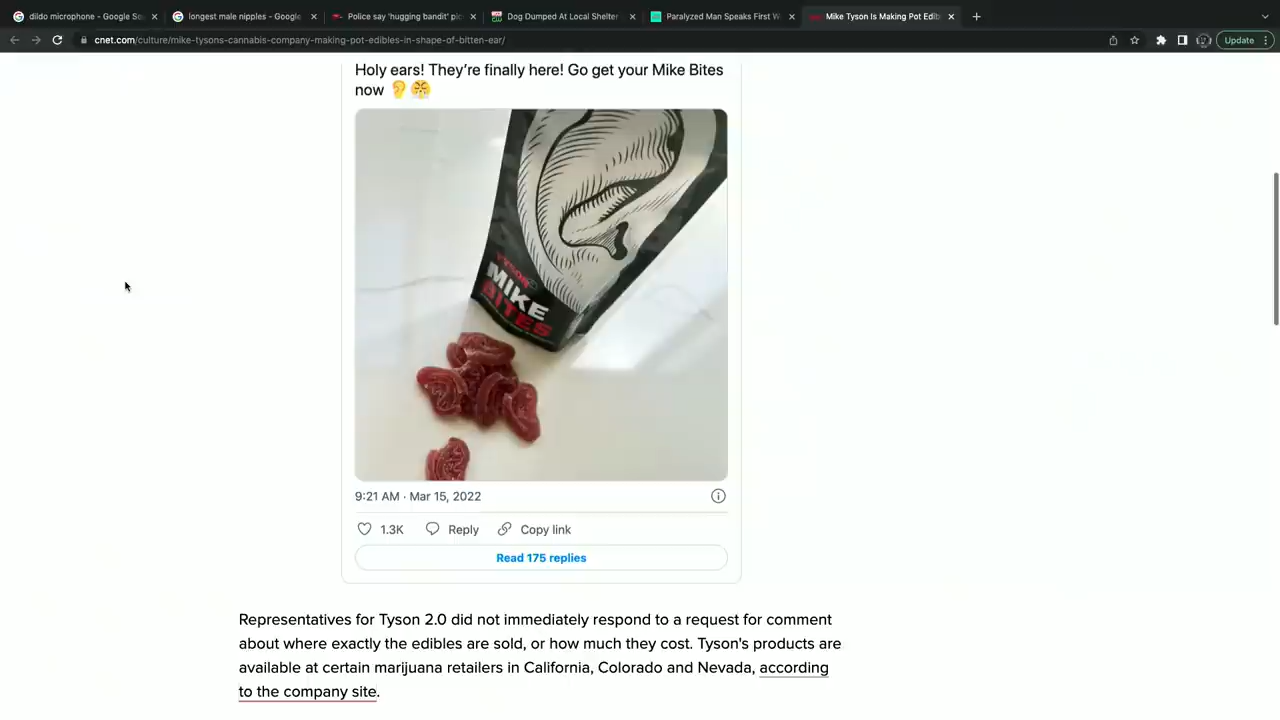 dildo microphone - Google Se
longest male nipples - Google
Police say 'hugging bandit' pic
Dog Dumped At Local Shelter
Paralyzed Man Speaks First W
Mike Tyson Is Making Pot Edib
cnet.com/culture/mike-tysons-cannabis-company-making-pot-edibles-in-shape-of-bitten-ear/
Update
Holy ears! They're finally here! Go get your Mike Bites
now 👂😤
TYSON
MIKE
BITES
9:21 AM · Mar 15, 2022
1.3K Reply Copy link
Read 175 replies
Representatives for Tyson 2.0 did not immediately respond to a request for comment
about where exactly the edibles are sold, or how much they cost. Tyson's products are
available at certain marijuana retailers in California, Colorado and Nevada, according
to the company site.